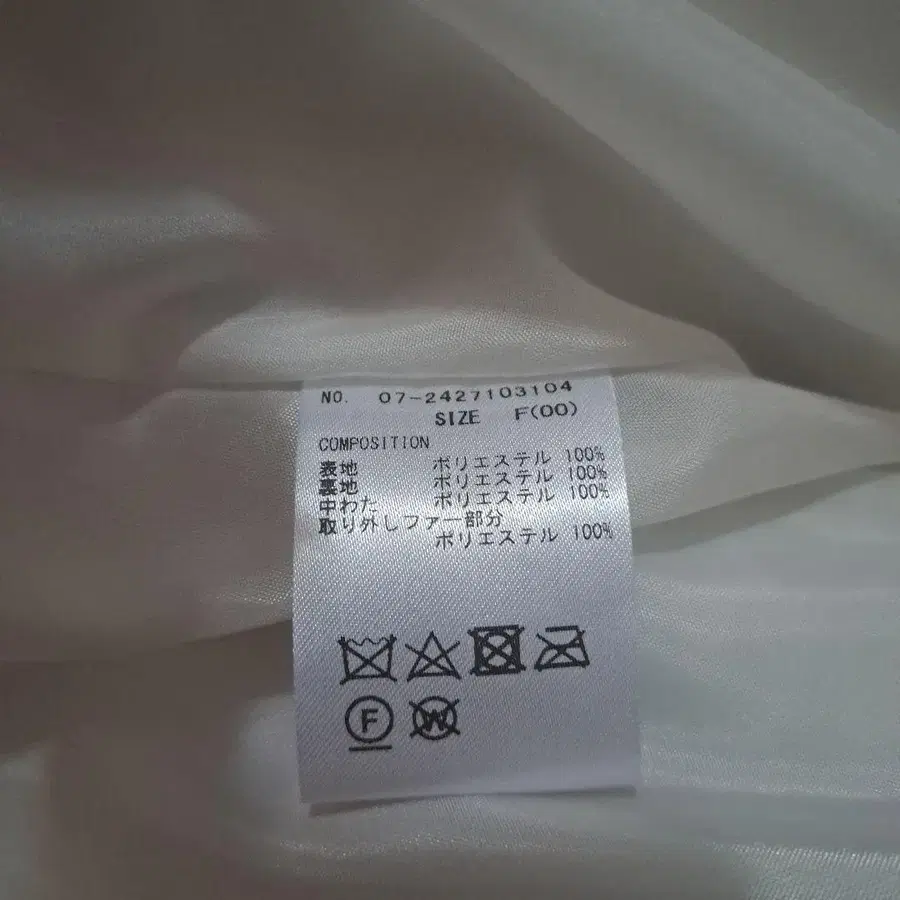 NO. 07-2427103104
SIZE F(00)
COMPOSITION
表地 ポリエステル 100%
裏地 ポリエステル 100%
中わた ポリエステル 100%
取り外しファー部分
ポリエステル 100%
F
W